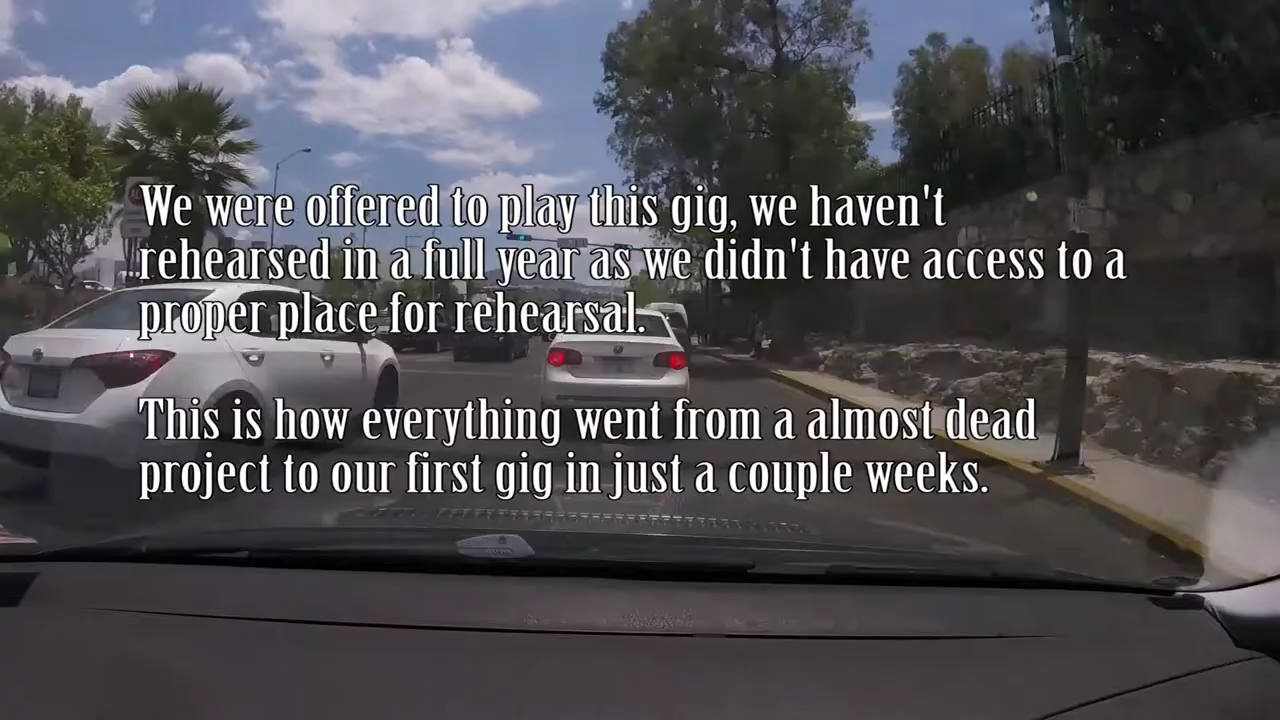 We were offered to play this gig, we haven't
rehearsed in a full year as we didn't have access to a
proper place for rehearsal.
This is how everything went from a almost dead
project to our first gig in just a couple weeks.